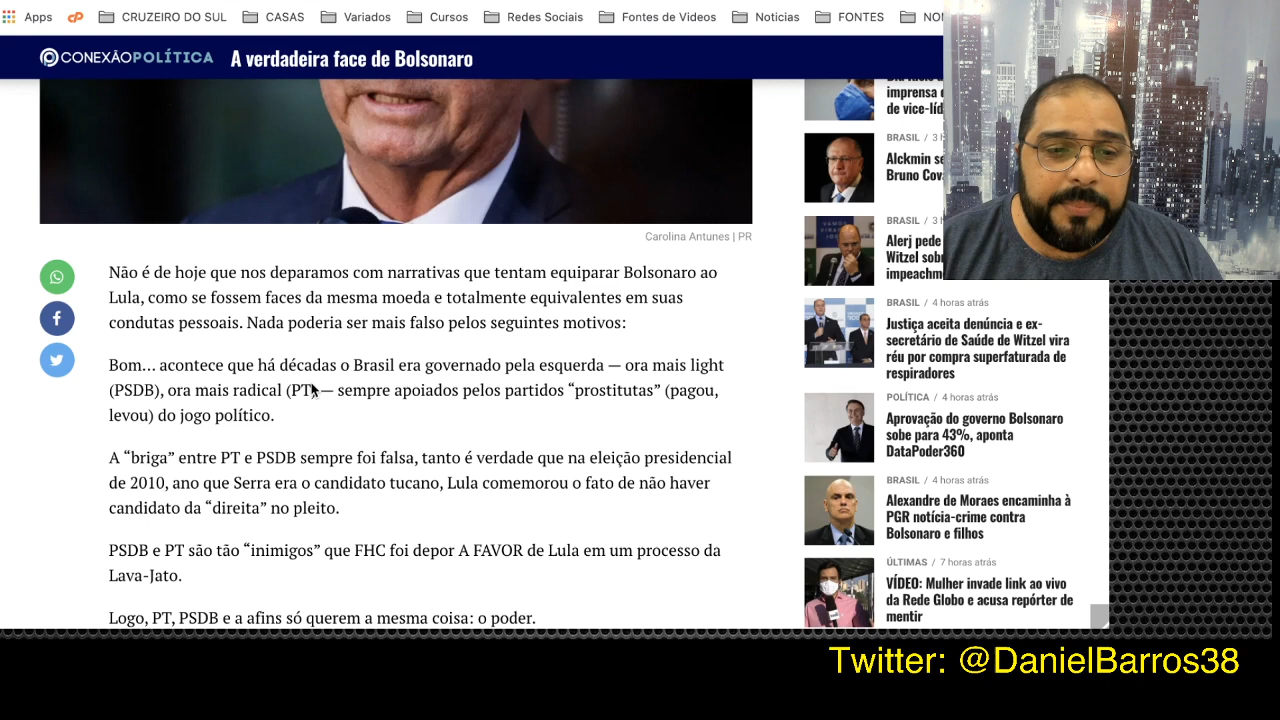 Apps
CRUZEIRO DO SUL
CASAS
Variados
Cursos
Redes Sociais
Fontes de Videos
Noticias
FONTES
CONEXÃOPOLÍTICA
A verdadeira face de Bolsonaro
Carolina Antunes | PR
Não é de hoje que nos deparamos com narrativas que tentam equiparar Bolsonaro ao
Lula, como se fossem faces da mesma moeda e totalmente equivalentes em suas
condutas pessoais. Nada poderia ser mais falso pelos seguintes motivos:
Bom… acontece que há décadas o Brasil era governado pela esquerda — ora mais light
(PSDB), ora mais radical (PT) — sempre apoiados pelos partidos “prostitutas” (pagou,
levou) do jogo político.
A “briga” entre PT e PSDB sempre foi falsa, tanto é verdade que na eleição presidencial
de 2010, ano que Serra era o candidato tucano, Lula comemorou o fato de não haver
candidato da “direita” no pleito.
PSDB e PT são tão “inimigos” que FHC foi depor A FAVOR de Lula em um processo da
Lava-Jato.
Logo, PT, PSDB e a afins só querem a mesma coisa: o poder.
imprensa
de vice-líd
BRASIL / 3 h
Alckmin se
Bruno Cov
BRASIL / 3 h
Alerj pede
Witzel sob
impeachm
BRASIL / 4 horas atrás
Justiça aceita denúncia e ex-
secretário de Saúde de Witzel vira
réu por compra superfaturada de
respiradores
POLÍTICA / 4 horas atrás
Aprovação do governo Bolsonaro
sobe para 43%, aponta
DataPoder360
BRASIL / 4 horas atrás
Alexandre de Moraes encaminha à
PGR notícia-crime contra
Bolsonaro e filhos
ÚLTIMAS / 7 horas atrás
VÍDEO: Mulher invade link ao vivo
da Rede Globo e acusa repórter de
mentir
Twitter: @DanielBarros38